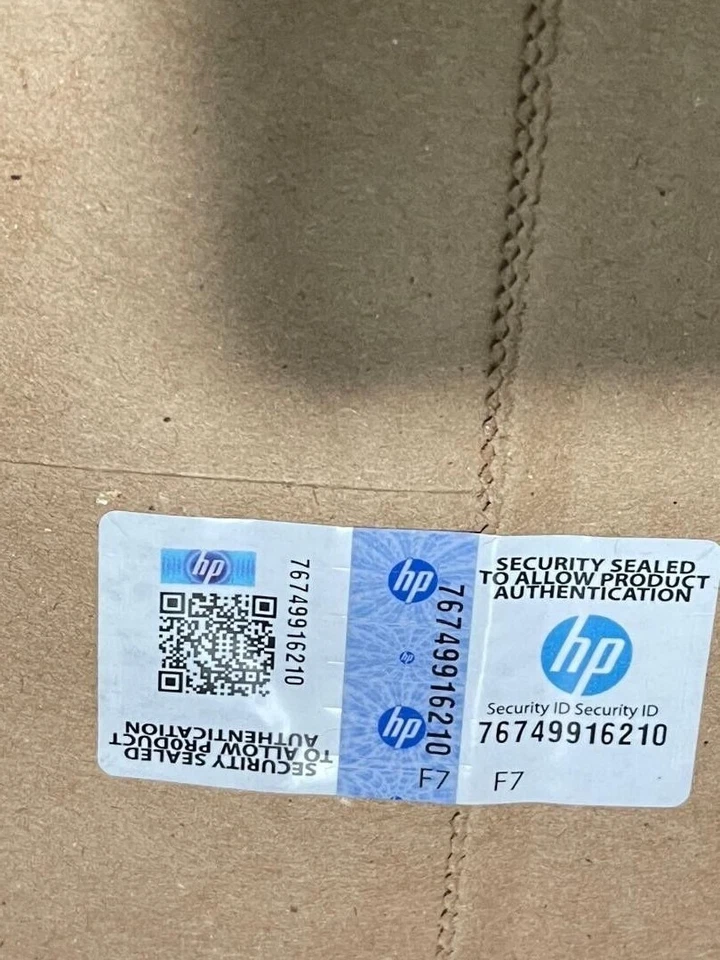 hp
76749916210
SECURITY SEALED
TO ALLOW PRODUCT
AUTHENTICATION
hp
hp
hp
76749916210
F7
SECURITY SEALED
TO ALLOW PRODUCT
AUTHENTICATION
hp
Security ID Security ID
76749916210
F7